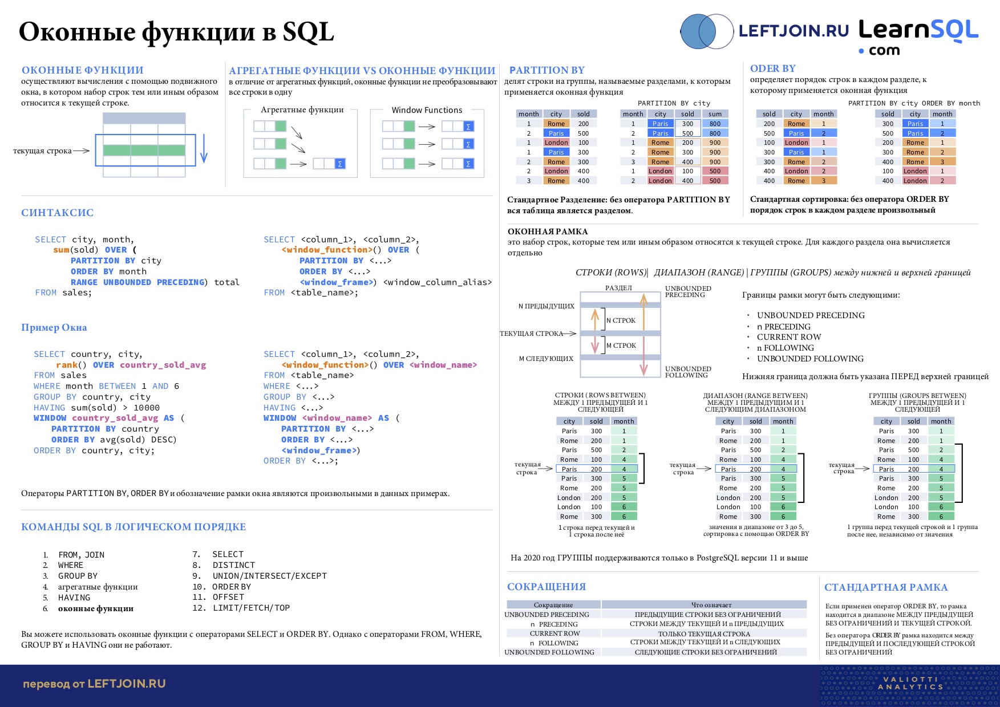 Оконные функции в SQL
LEFTJOIN.RU
LearnSQL
• com
ОКОННЫЕ ФУНКЦИИ
осуществляют вычисления с помощью подвижного
окна, в котором набор строк тем или иным образом
относится к текущей строке.
текущая строка
АГРЕГАТНЫЕ ФУНКЦИИ VS ОКОННЫЕ ФУНКЦИИ
в отличие от агрегатных функций, оконные функции не преобразовывают
все строки в одну
Агрегатные функции
Σ
Window Functions
Σ
Σ
Σ
PARTITION BY
делят строки на группы, называемые разделами, к которым
применяется оконная функция
month city sold
1 Rome 200
2 Paris 500
1 London 100
1 Paris 300
2 Rome 300
2 London 400
3 Rome 400
PARTITION BY city
month city sold sum
1 Paris 300 800
2 Paris 500 800
1 Rome 200 900
2 Rome 300 900
3 Rome 400 900
1 London 100 500
2 London 400 500
Стандартное Разделение: без оператора PARTITION BY
вся таблица является разделом.
ODER BY
определяет порядок строк в каждом разделе, к
которому применяется оконная функция
sold city month
200 Rome 1
500 Paris 2
100 London 1
300 Paris 1
300 Rome 2
400 London 2
400 Rome 3
PARTITION BY city ORDER BY month
sold city month
300 Paris 1
500 Paris 2
200 Rome 1
300 Rome 2
400 Rome 3
100 London 1
400 London 2
Стандартная сортировка: без оператора ORDER BY
порядок строк в каждом разделе произвольный
СИНТАКСИС
SELECT city, month,
sum(sold) OVER (
PARTITION BY city
ORDER BY month
RANGE UNBOUNDED PRECEDING) total
FROM sales;
SELECT <column_1>, <column_2>,
<window_function>() OVER (
PARTITION BY <...>
ORDER BY <...>
<window_frame>) <window_column_alias>
FROM <table_name>;
Пример Окна
SELECT country, city,
rank() OVER country_sold_avg
FROM sales
WHERE month BETWEEN 1 AND 6
GROUP BY country, city
HAVING sum(sold) > 10000
WINDOW country_sold_avg AS (
PARTITION BY country
ORDER BY avg(sold) DESC)
ORDER BY country, city;
SELECT <column_1>, <column_2>,
<window_function>() OVER <window_name>
FROM <table_name>
WHERE <...>
GROUP BY <...>
HAVING <...>
WINDOW <window_name> AS (
PARTITION BY <...>
ORDER BY <...>
<window_frame>)
ORDER BY <...>;
Операторы PARTITION BY, ORDER BY и обозначение рамки окна являются произвольными в данных примерах.
КОМАНДЫ SQL В ЛОГИЧЕСКОМ ПОРЯДКЕ
1. FROM, JOIN
2. WHERE
3. GROUP BY
4. агрегатные функции
5. HAVING
6. оконные функции
7. SELECT
8. DISTINCT
9. UNION/INTERSECT/EXCEPT
10. ORDER BY
11. OFFSET
12. LIMIT/FETCH/TOP
Вы можете использовать оконные функции с операторами SELECT и ORDER BY. Однако с операторами FROM, WHERE,
GROUP BY и HAVING они не работают.
ОКОННАЯ РАМКА
это набор строк, которые тем или иным образом относятся к текущей строке. Для каждого раздела она вычисляется
отдельно
СТРОКИ (ROWS)| ДИАПАЗОН (RANGE) | ГРУППЫ (GROUPS) между нижней и верхней границей
РАЗДЕЛ
UNBOUNDED
PRECEDING
N ПРЕДЫДУЩИХ
N СТРОК
ТЕКУЩАЯ СТРОКА
M СТРОК
M СЛЕДУЮЩИХ
UNBOUNDED
FOLLOWING
Границы рамки могут быть следующими:
· UNBOUNDED PRECEDING
· n PRECEDING
· CURRENT ROW
· n FOLLOWING
· UNBOUNDED FOLLOWING
Нижняя граница должна быть указана ПЕРЕД верхней границей
СТРОКИ (ROWS BETWEEN)
МЕЖДУ 1 ПРЕДЫДУЩЕЙ И 1
СЛЕДУЮЩЕЙ
city sold month
Paris 300 1
Rome 200 1
Paris 500 2
Rome 100 4
текущая
строка
Paris 200 4
Paris 300 5
Rome 200 5
London 200 5
London 100 6
Rome 300 6
1 строка перед текущей и
1 строка после неё
ДИАПАЗОН (RANGE BETWEEN)
МЕЖДУ 1 ПРЕДЫДУЩИМ И 1
СЛЕДУЮЩИМ ДИАПАЗОНОМ
city sold month
Paris 300 1
Rome 200 1
Paris 500 2
Rome 100 4
текущая
строка
Paris 200 4
Paris 300 5
Rome 200 5
London 200 5
London 100 6
Rome 300 6
значения в диапазоне от 3 до 5,
сортировка с помощью ORDER BY
ГРУППЫ (GROUPS BETWEEN)
МЕЖДУ 1 ПРЕДЫДУЩЕЙ И 1
СЛЕДУЮЩЕЙ
city sold month
Paris 300 1
Rome 200 1
Paris 500 2
Rome 100 4
текущая
строка
Paris 200 4
Paris 300 5
Rome 200 5
London 200 5
London 100 6
Rome 300 6
1 группа перед текущей строкой и 1 группа
после нее, независимо от значения
На 2020 год ГРУППЫ поддерживаются только в PostgreSQL версии 11 и выше
СОКРАЩЕНИЯ
Сокращение Что означает
UNBOUNDED PRECEDING ПРЕДЫДУЩИЕ СТРОКИ БЕЗ ОГРАНИЧЕНИЙ
n PRECEDING СТРОКИ МЕЖДУ ТЕКУЩЕЙ И n ПРЕДЫДУЩИХ
CURRENT ROW ТОЛЬКО ТЕКУЩАЯ СТРОКА
n FOLLOWING СТРОКИ МЕЖДУ ТЕКУЩЕЙ И n СЛЕДУЮЩИХ
UNBOUNDED FOLLOWING СЛЕДУЮЩИЕ СТРОКИ БЕЗ ОГРАНИЧЕНИЙ
СТАНДАРТНАЯ РАМКА
Если применен оператор ORDER BY, то рамка
находится в диапазоне МЕЖДУ ПРЕДЫДУЩЕЙ
БЕЗ ОГРАНИЧЕНИЙ И ТЕКУЩЕЙ СТРОКОЙ.
Без оператора ORDER BY рамка находится между
ПРЕДЫДУЩЕЙ И ПОСЛЕДУЮЩЕЙ СТРОКОЙ
БЕЗ ОГРАНИЧЕНИЙ
перевод от LEFTJOIN.RU
VALIOTTI
ANALYTICS